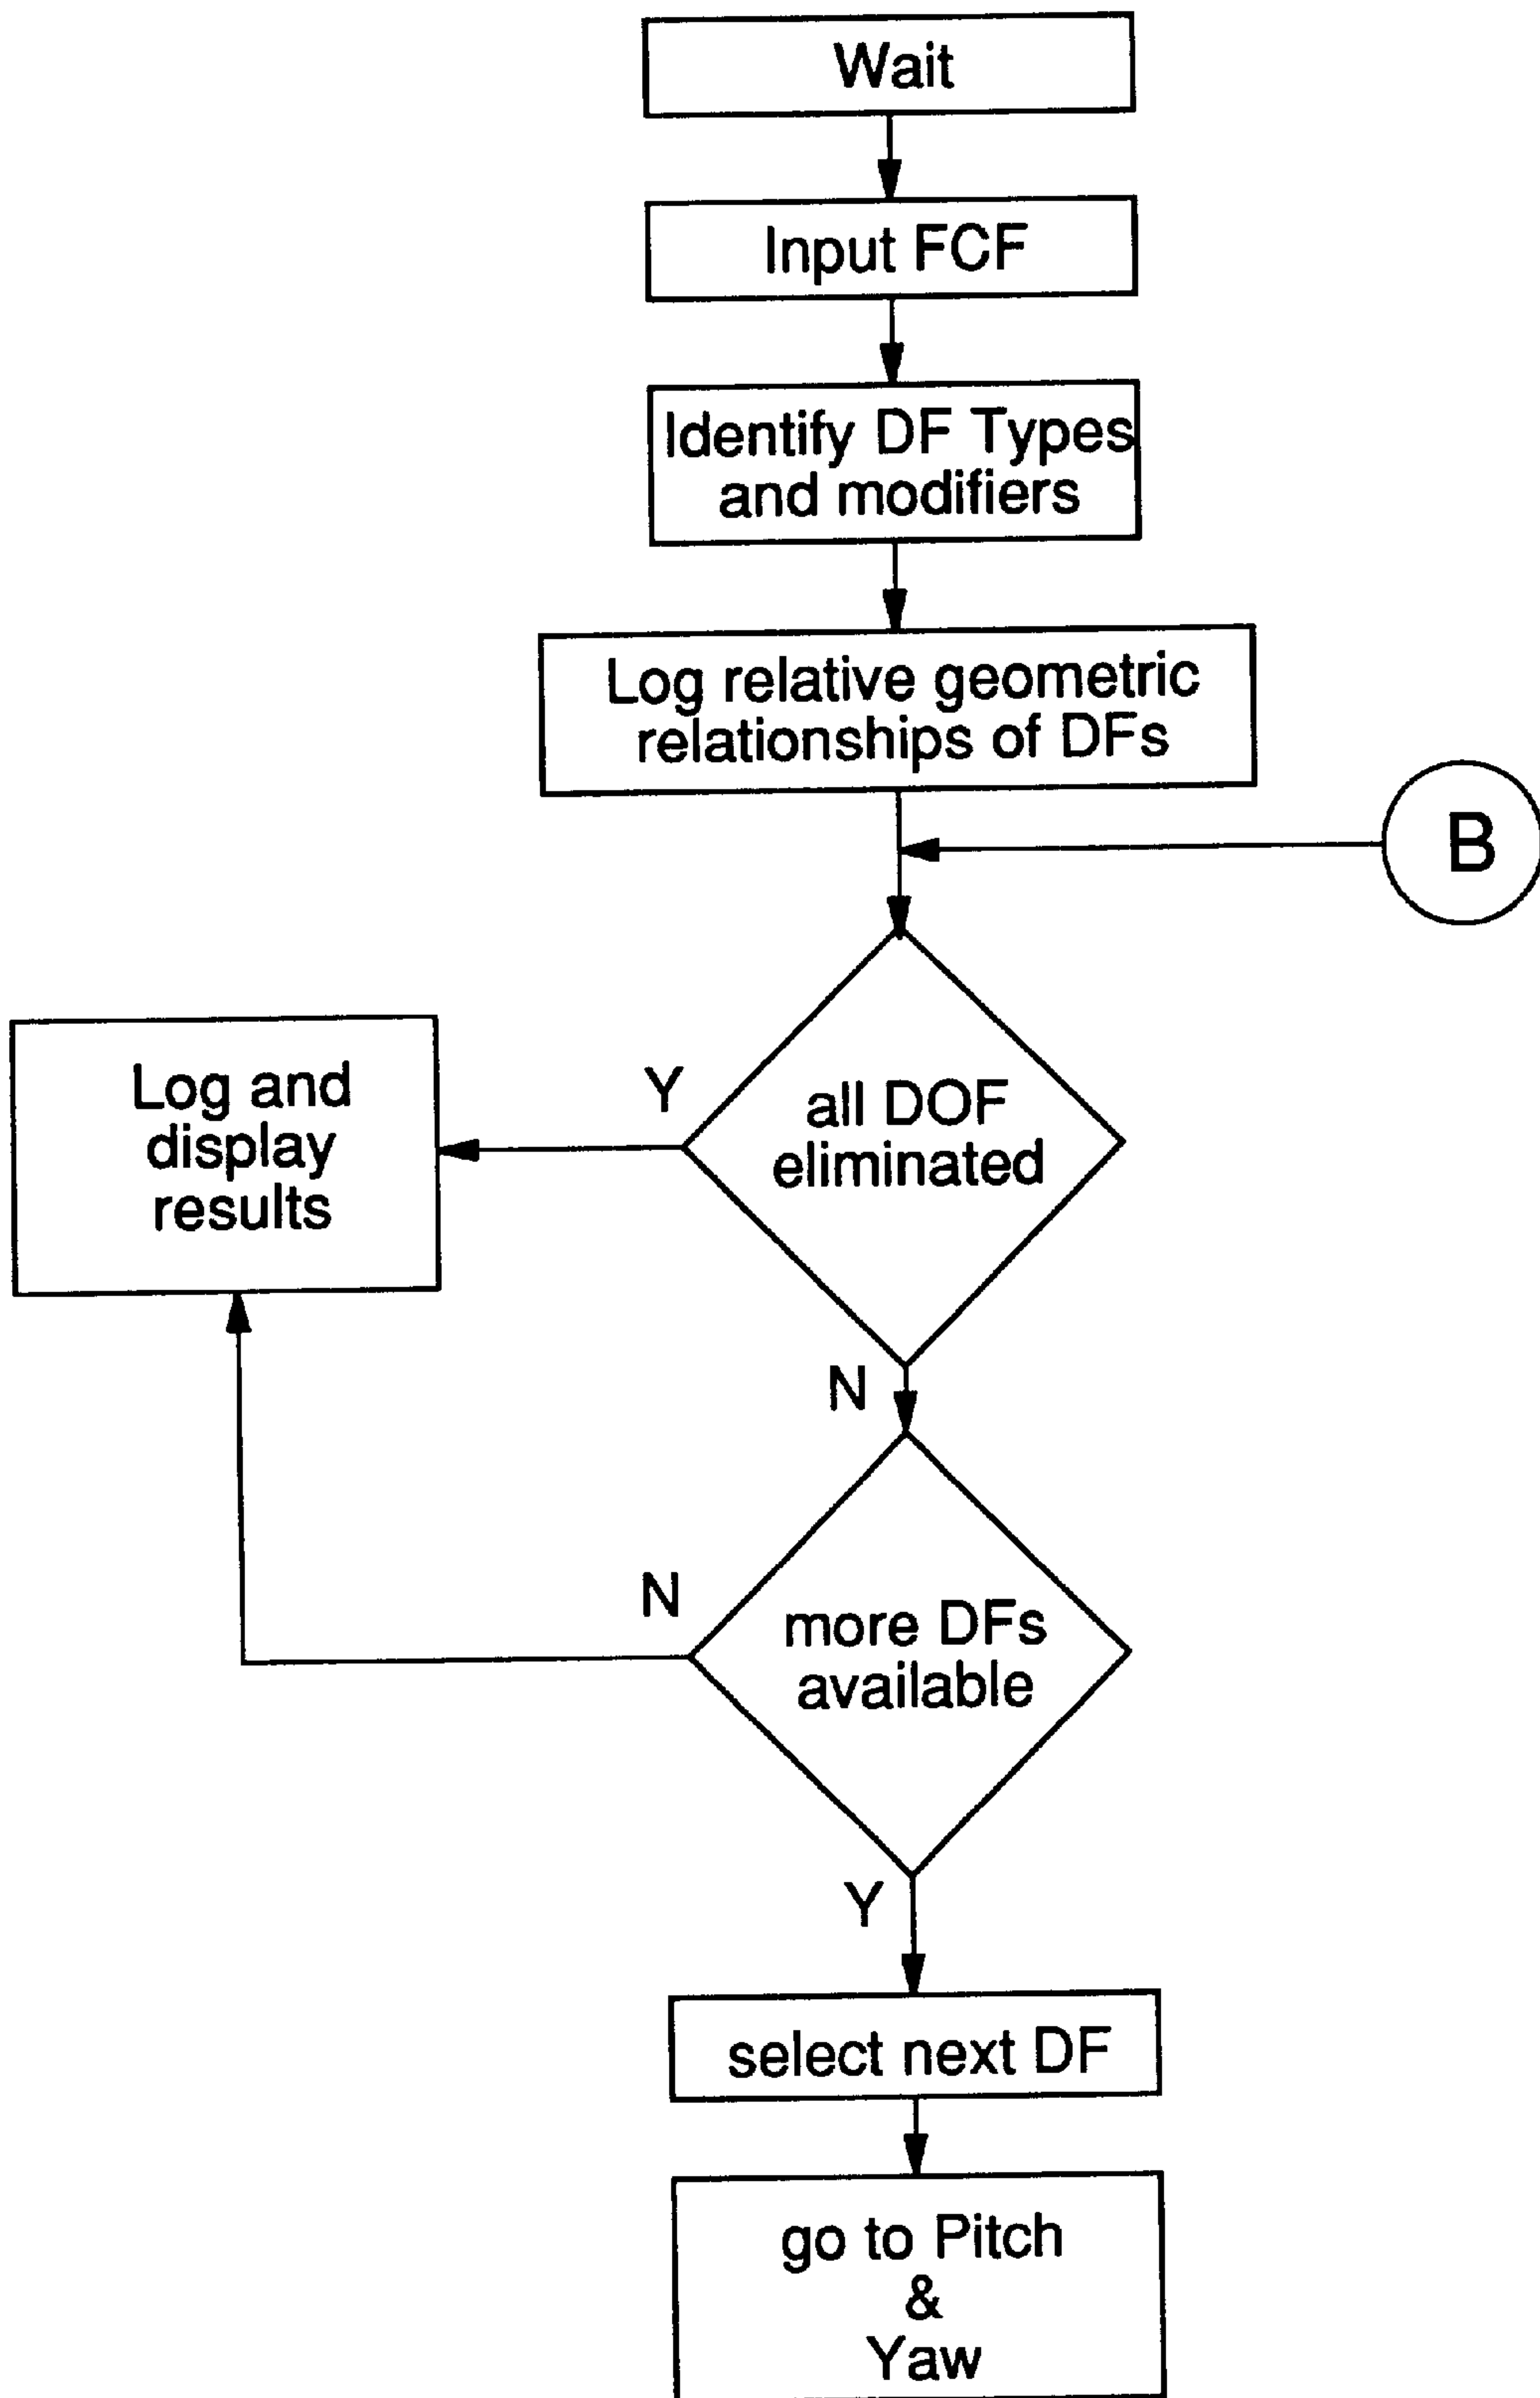 Wait
Input FCF
Identify DF Types
and modifiers
Log relative geometric
relationships of DFs
B
Y
all DOF
eliminated
Log and
display
results
N
N
more DFs
available
Y
select next DF
go to Pitch
&
Yaw